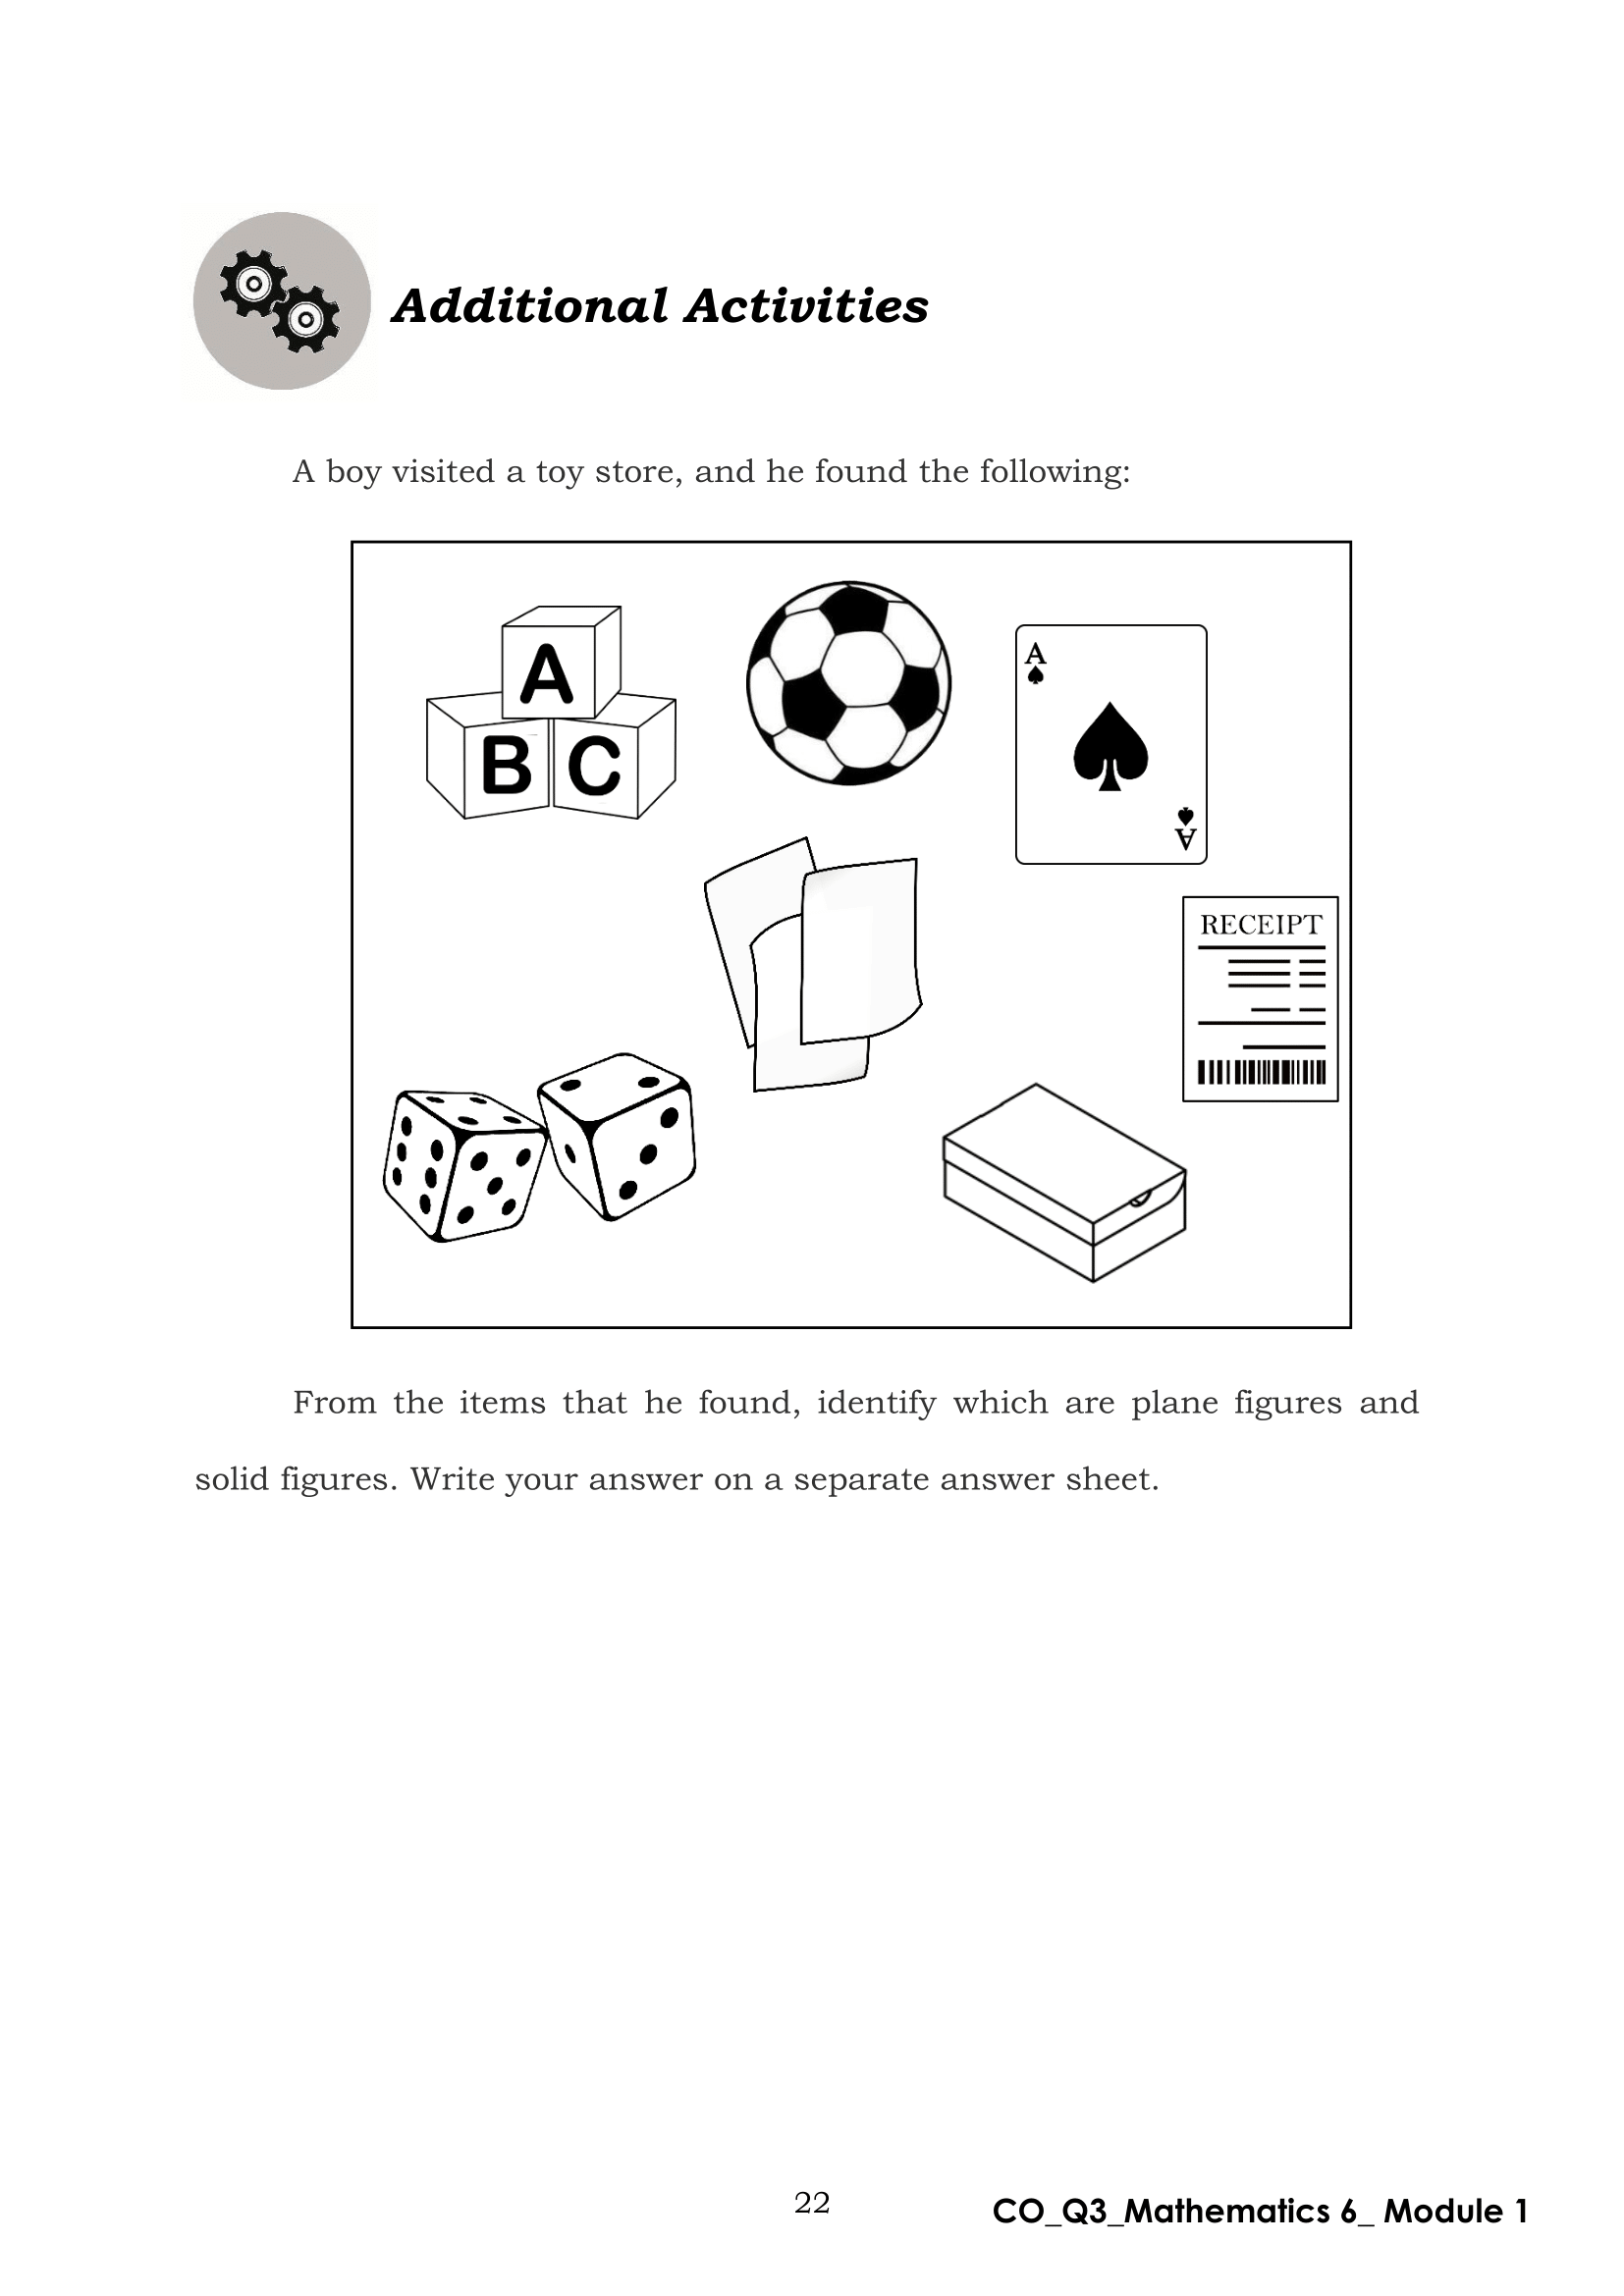 Additional Activities
A boy visited a toy store, and he found the following:
A
B C
A
A
RECEIPT
From the items that he found, identify which are plane figures and
solid figures. Write your answer on a separate answer sheet.
22
CO_Q3_Mathematics 6_ Module 1